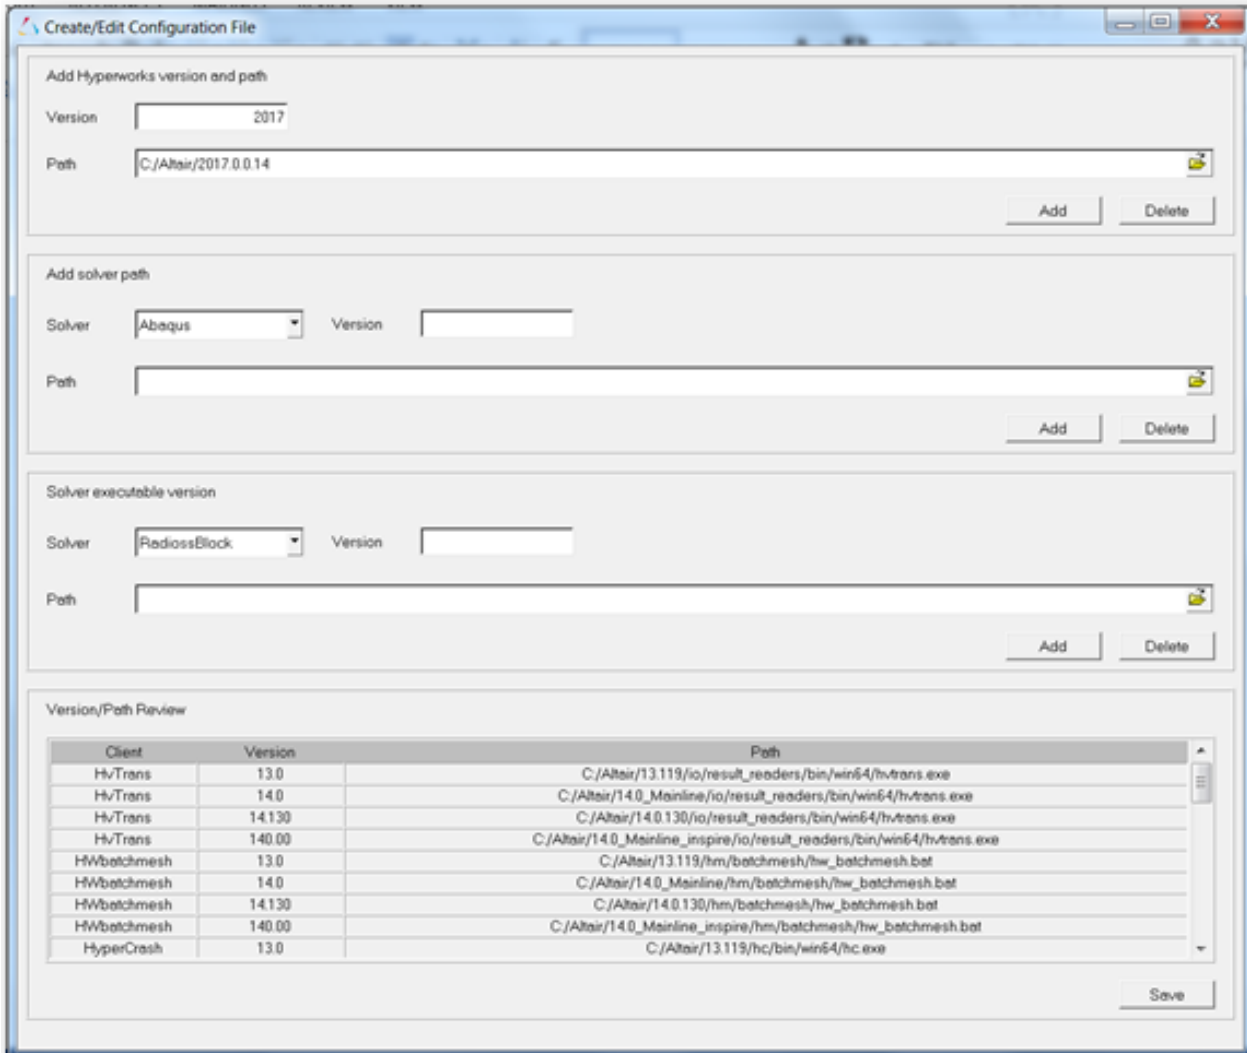 Create/Edit Configuration File
Add Hyperworks version and path
Version 2017
Path C:/Altair/2017.0.0.14
Add Delete
Add solver path
Solver Abaqus Version
Path
Add Delete
Solver executable version
Solver RadiossBlock Version
Path
Add Delete
Version/Path Review
Client Version Path
HvTrans 13.0 C:/Altair/13.119/io/result_readers/bin/win64/hvtrans.exe
HvTrans 14.0 C:/Altair/14.0_Mainline/io/result_readers/bin/win64/hvtrans.exe
HvTrans 14.130 C:/Altair/14.0.130/io/result_readers/bin/win64/hvtrans.exe
HvTrans 140.00 C:/Altair/14.0_Mainline_inspire/io/result_readers/bin/win64/hvtrans.exe
HWbatchmesh 13.0 C:/Altair/13.119/hm/batchmesh/hw_batchmesh.bat
HWbatchmesh 14.0 C:/Altair/14.0_Mainline/hm/batchmesh/hw_batchmesh.bat
HWbatchmesh 14.130 C:/Altair/14.0.130/hm/batchmesh/hw_batchmesh.bat
HWbatchmesh 140.00 C:/Altair/14.0_Mainline_inspire/hm/batchmesh/hw_batchmesh.bat
HyperCrash 13.0 C:/Altair/13.119/hc/bin/win64/hc.exe
Save